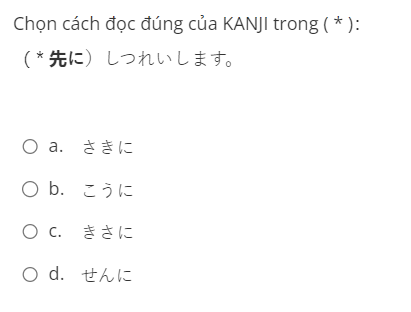 Chọn cách đọc đúng của KANJI trong ( * ):
( * 先に）しつれいします。
a. さきに
b. こうに
c. きさに
d. せんに